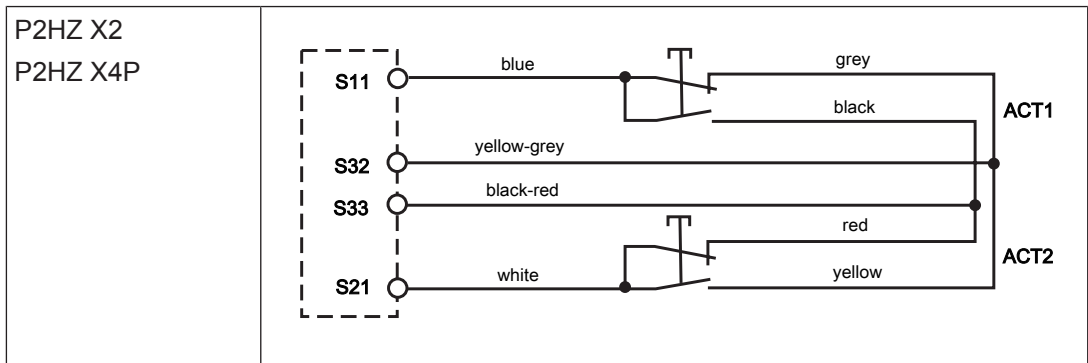 P2HZ X2
P2HZ X4P
S11
blue
grey
black
ACT1
S32
yellow-grey
S33
black-red
red
ACT2
S21
white
yellow